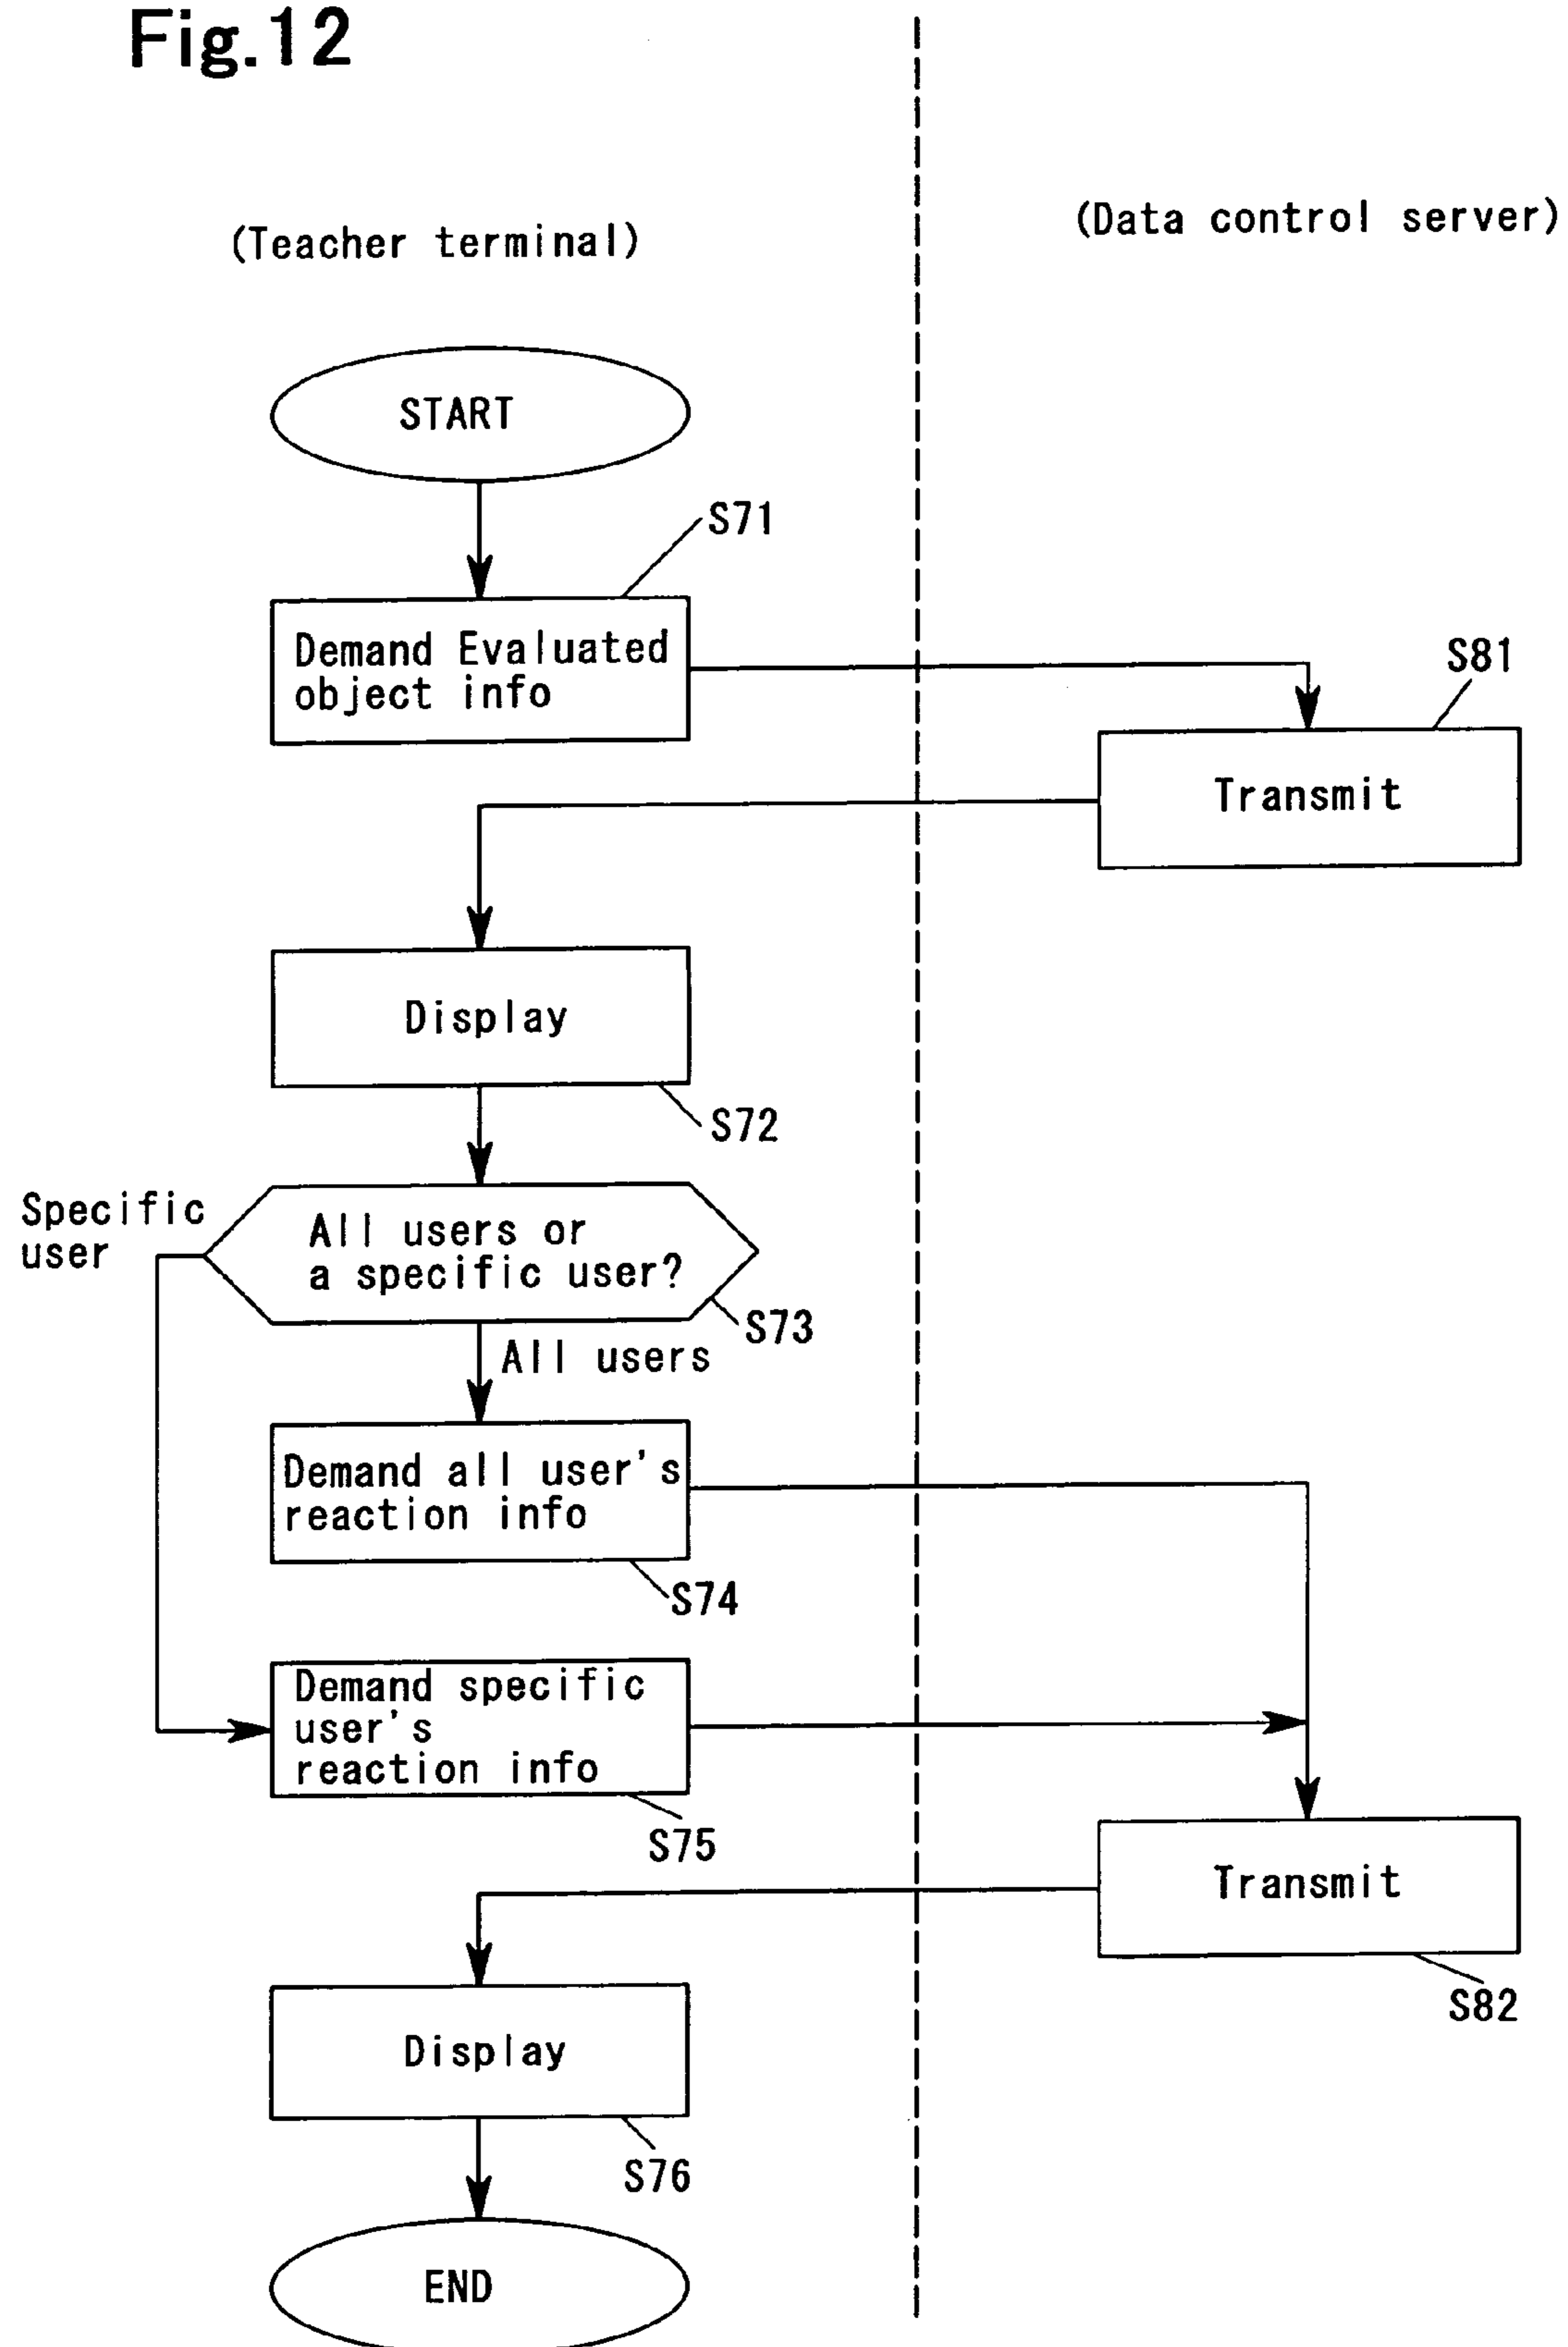 Fig.12
(Teacher terminal)
(Data control server)
START
S71
Demand Evaluated
object info
S81
Transmit
Display
S72
Specific
user
All users or
a specific user?
S73
All users
Demand all user's
reaction info
S74
Demand specific
user's
reaction info
S75
Transmit
S82
Display
S76
END